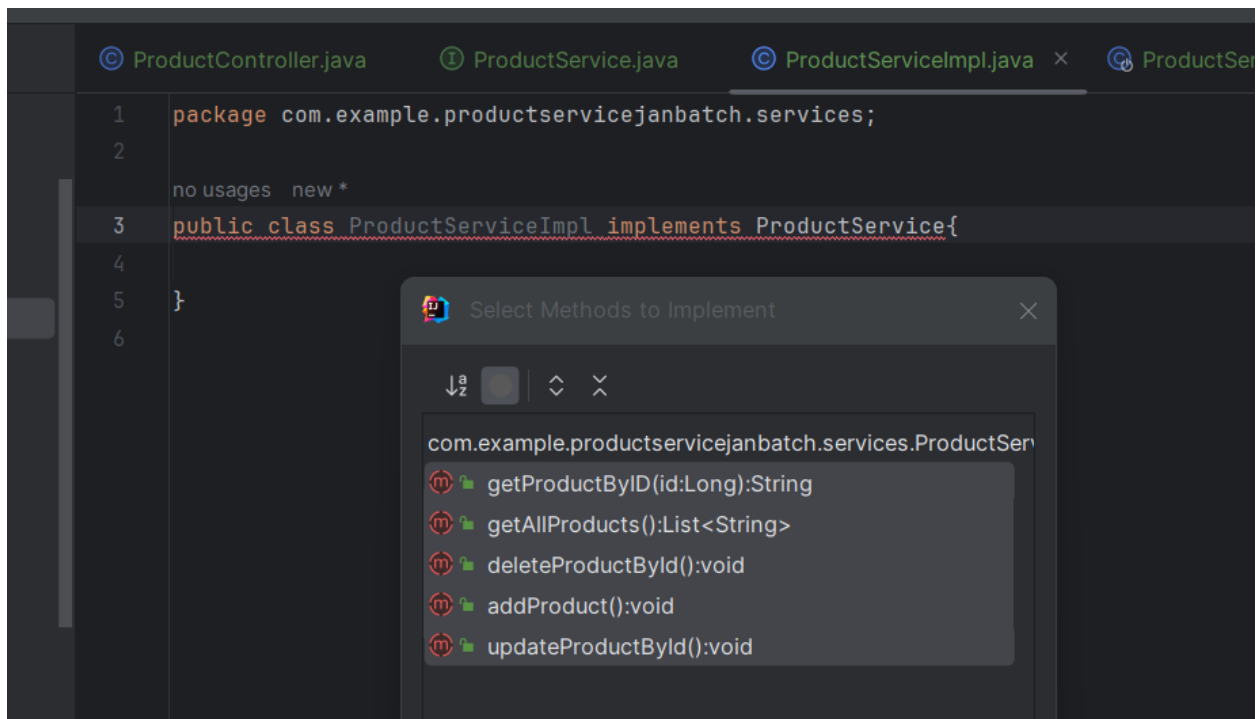 ProductController.java ProductService.java ProductServiceImpl.java ProductSer
1 package com.example.productservicejanbatch.services;
2
no usages new *
3 public class ProductServiceImpl implements ProductService{
4
5 }
6
Select Methods to Implement
com.example.productservicejanbatch.services.ProductServ
getProductByID(id:Long):String
getAllProducts():List<String>
deleteProductById():void
addProduct():void
updateProductById():void